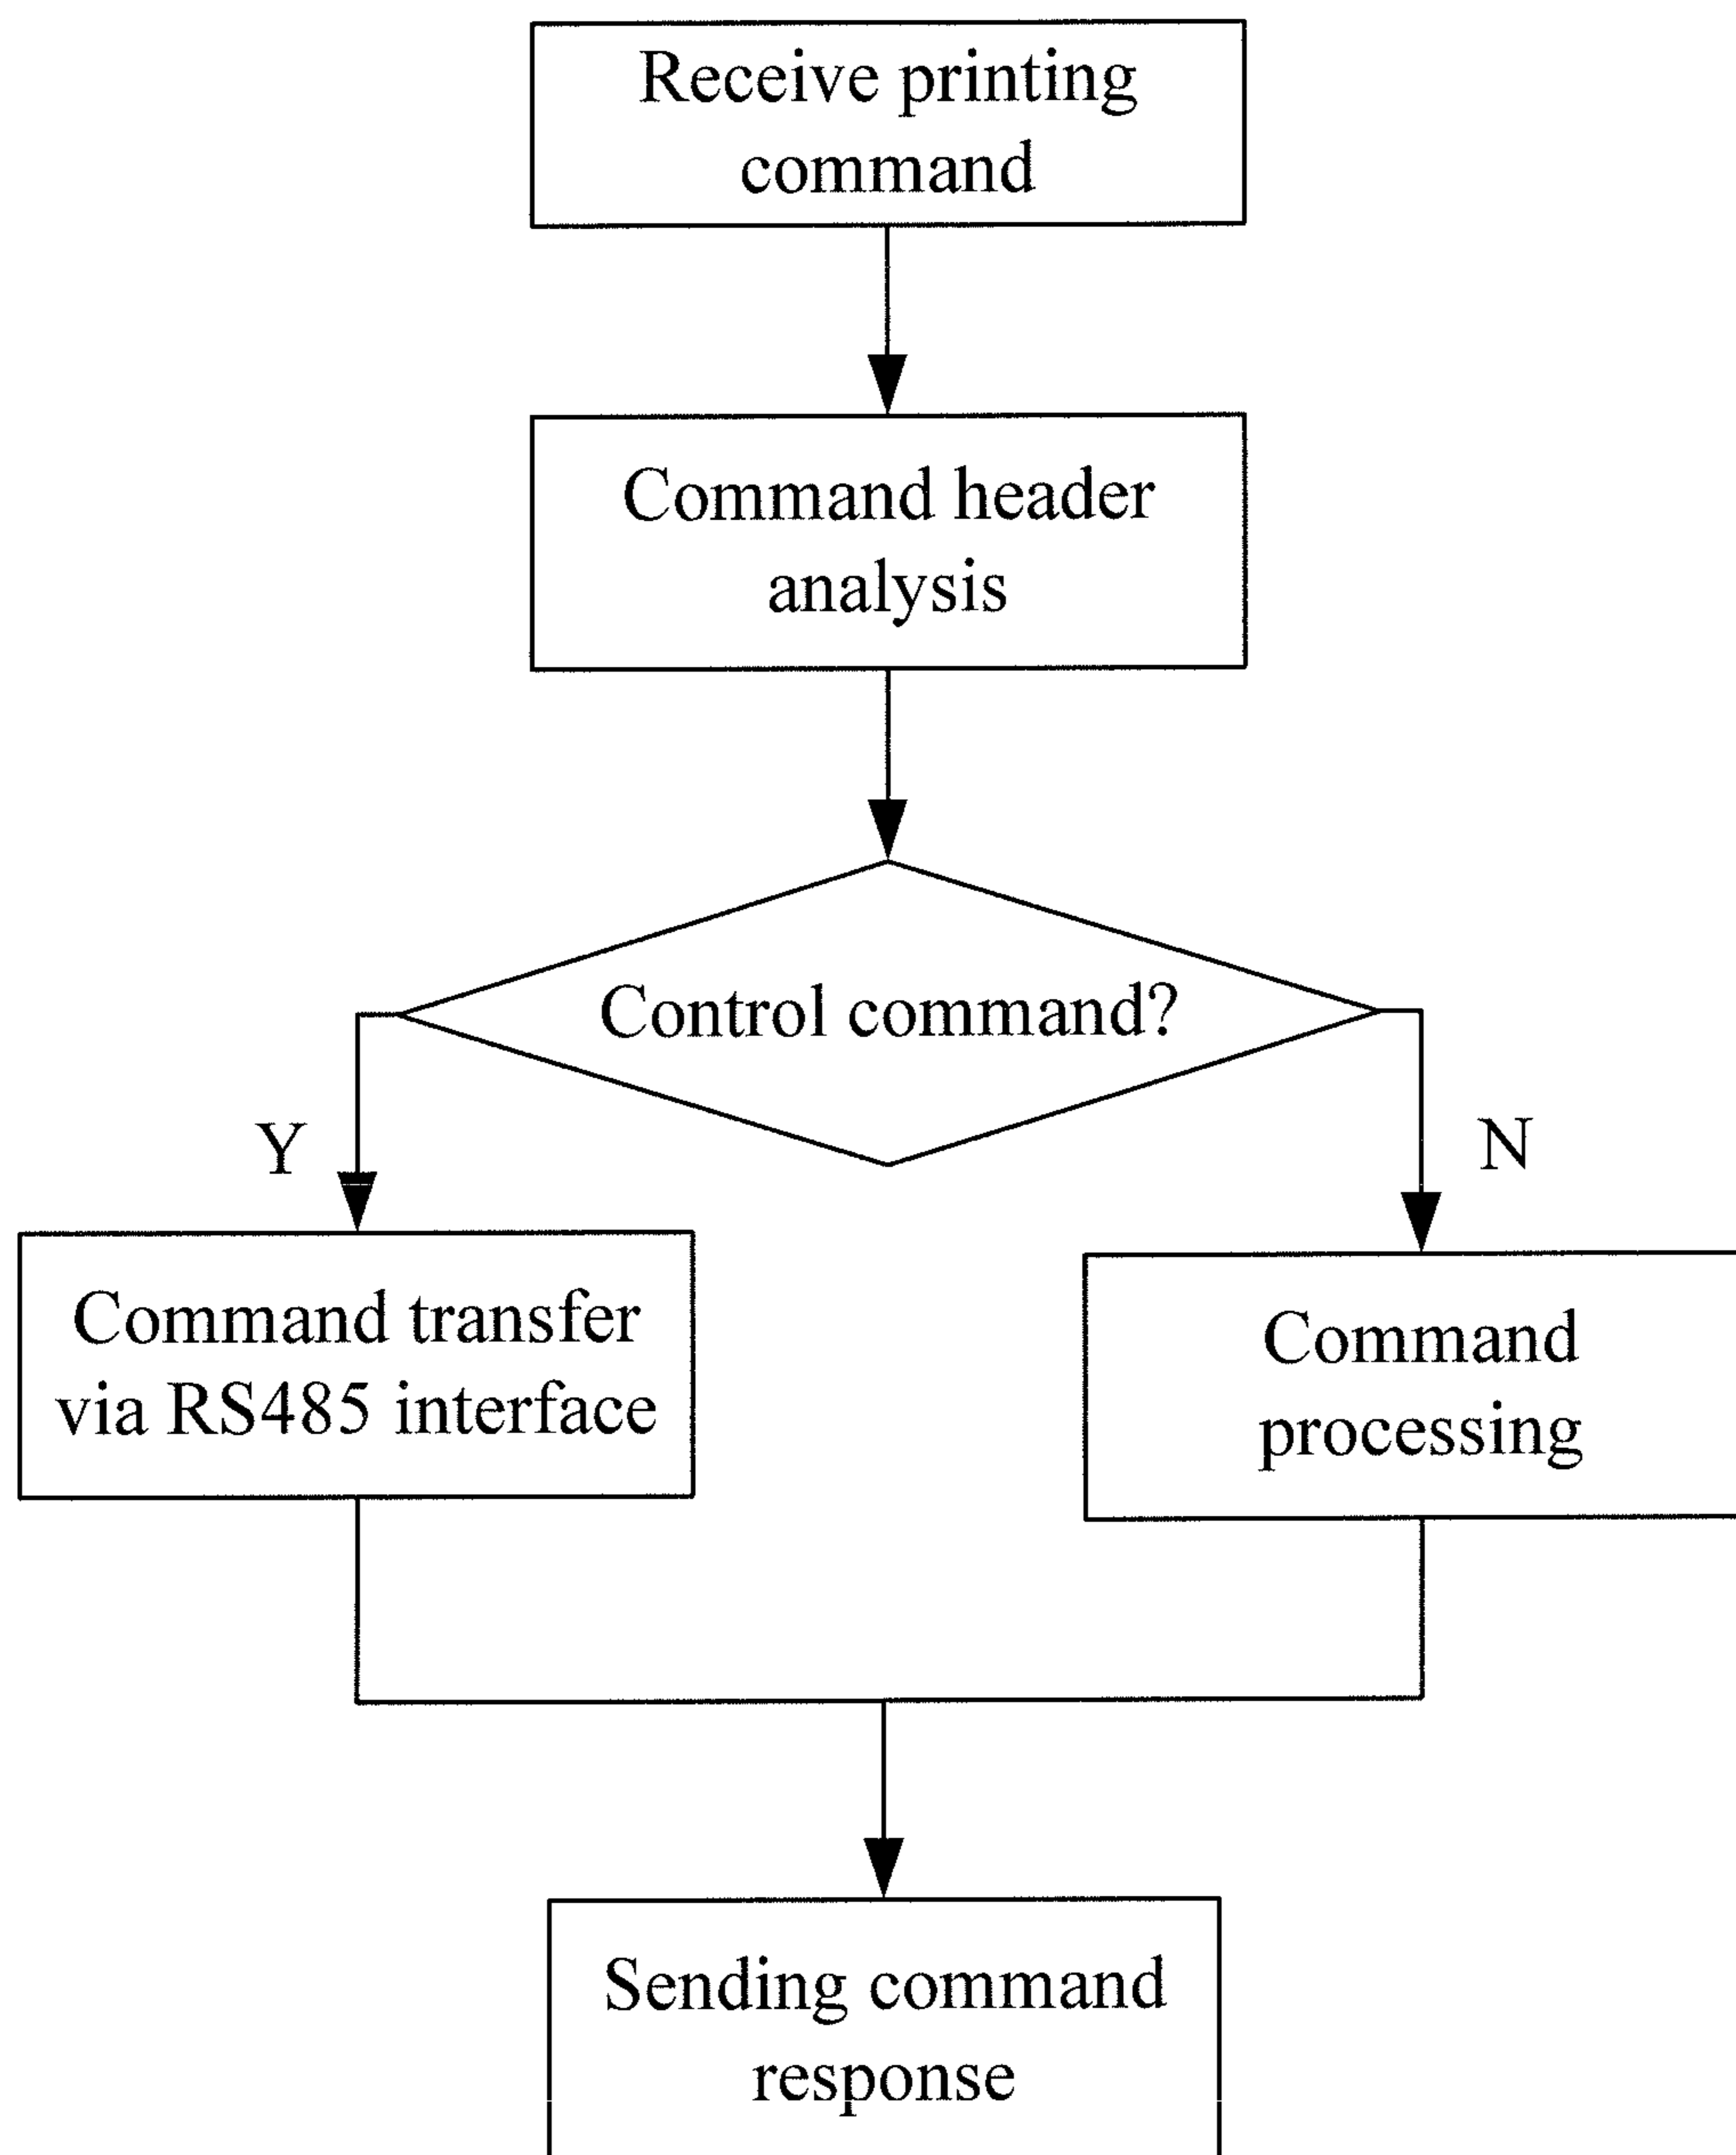 Receive printing
command
Command header
analysis
Control command?
Y
N
Command transfer
via RS485 interface
Command
processing
Sending command
response